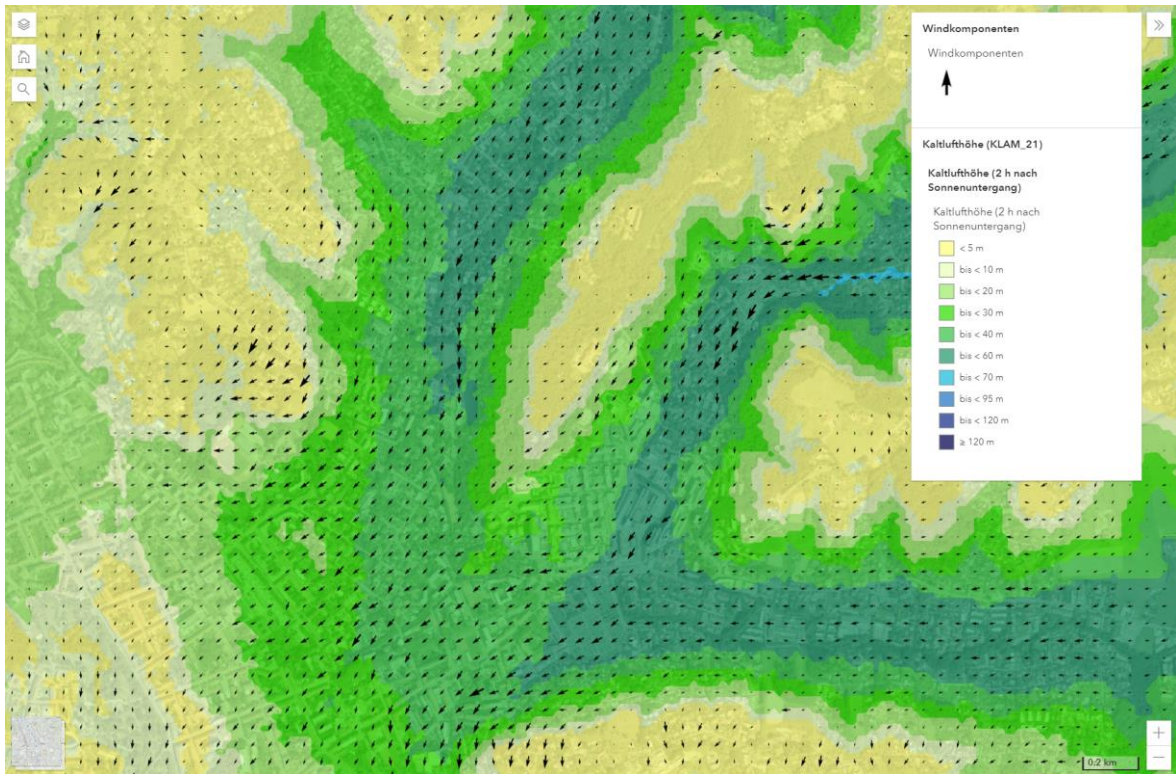 Windkomponenten
Windkomponenten
Kaltlufthöhe (KLAM_21)
Kaltlufthöhe (2 h nach
Sonnenuntergang)
Kaltlufthöhe (2 h nach
Sonnenuntergang)
< 5 m
bis < 10 m
bis < 20 m
bis < 30 m
bis < 40 m
bis < 60 m
bis < 70 m
bis < 95 m
bis < 120 m
≥ 120 m
0.2 km